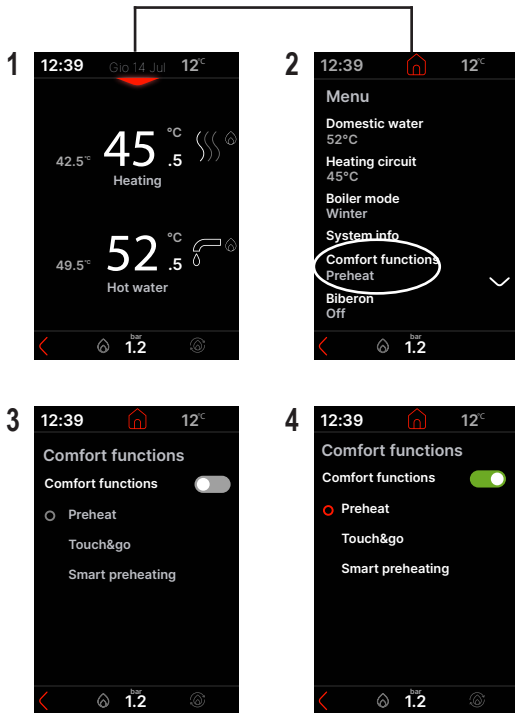 1
12:39 Gio 14 Jul 12°C
42.5°C 45.5 °C
Heating
49.5°C 52.5 °C
Hot water
bar
1.2
2
12:39 12°C
Menu
Domestic water
52°C
Heating circuit
45°C
Boiler mode
Winter
System info
Comfort functions
Preheat
Biberon
Off
bar
1.2
3
12:39 12°C
Comfort functions
Comfort functions
Preheat
Touch&go
Smart preheating
bar
1.2
4
12:39 12°C
Comfort functions
Comfort functions
Preheat
Touch&go
Smart preheating
bar
1.2